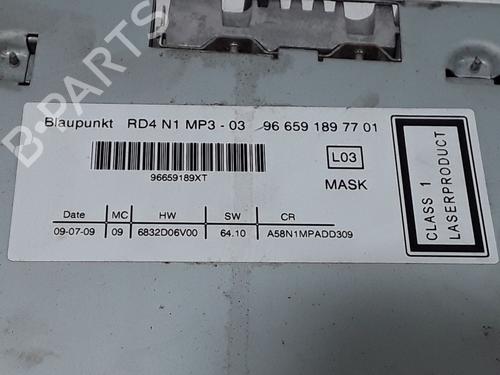 B-PARTS
Blaupunkt RD4 N1 MP3 - 03 96 659 189 77 01
96659189XT
L03
MASK
CLASS 1
LASERPRODUCT
Date MC HW SW CR
09-07-09 09 6832D06V00 64.10 A58N1MPADD309